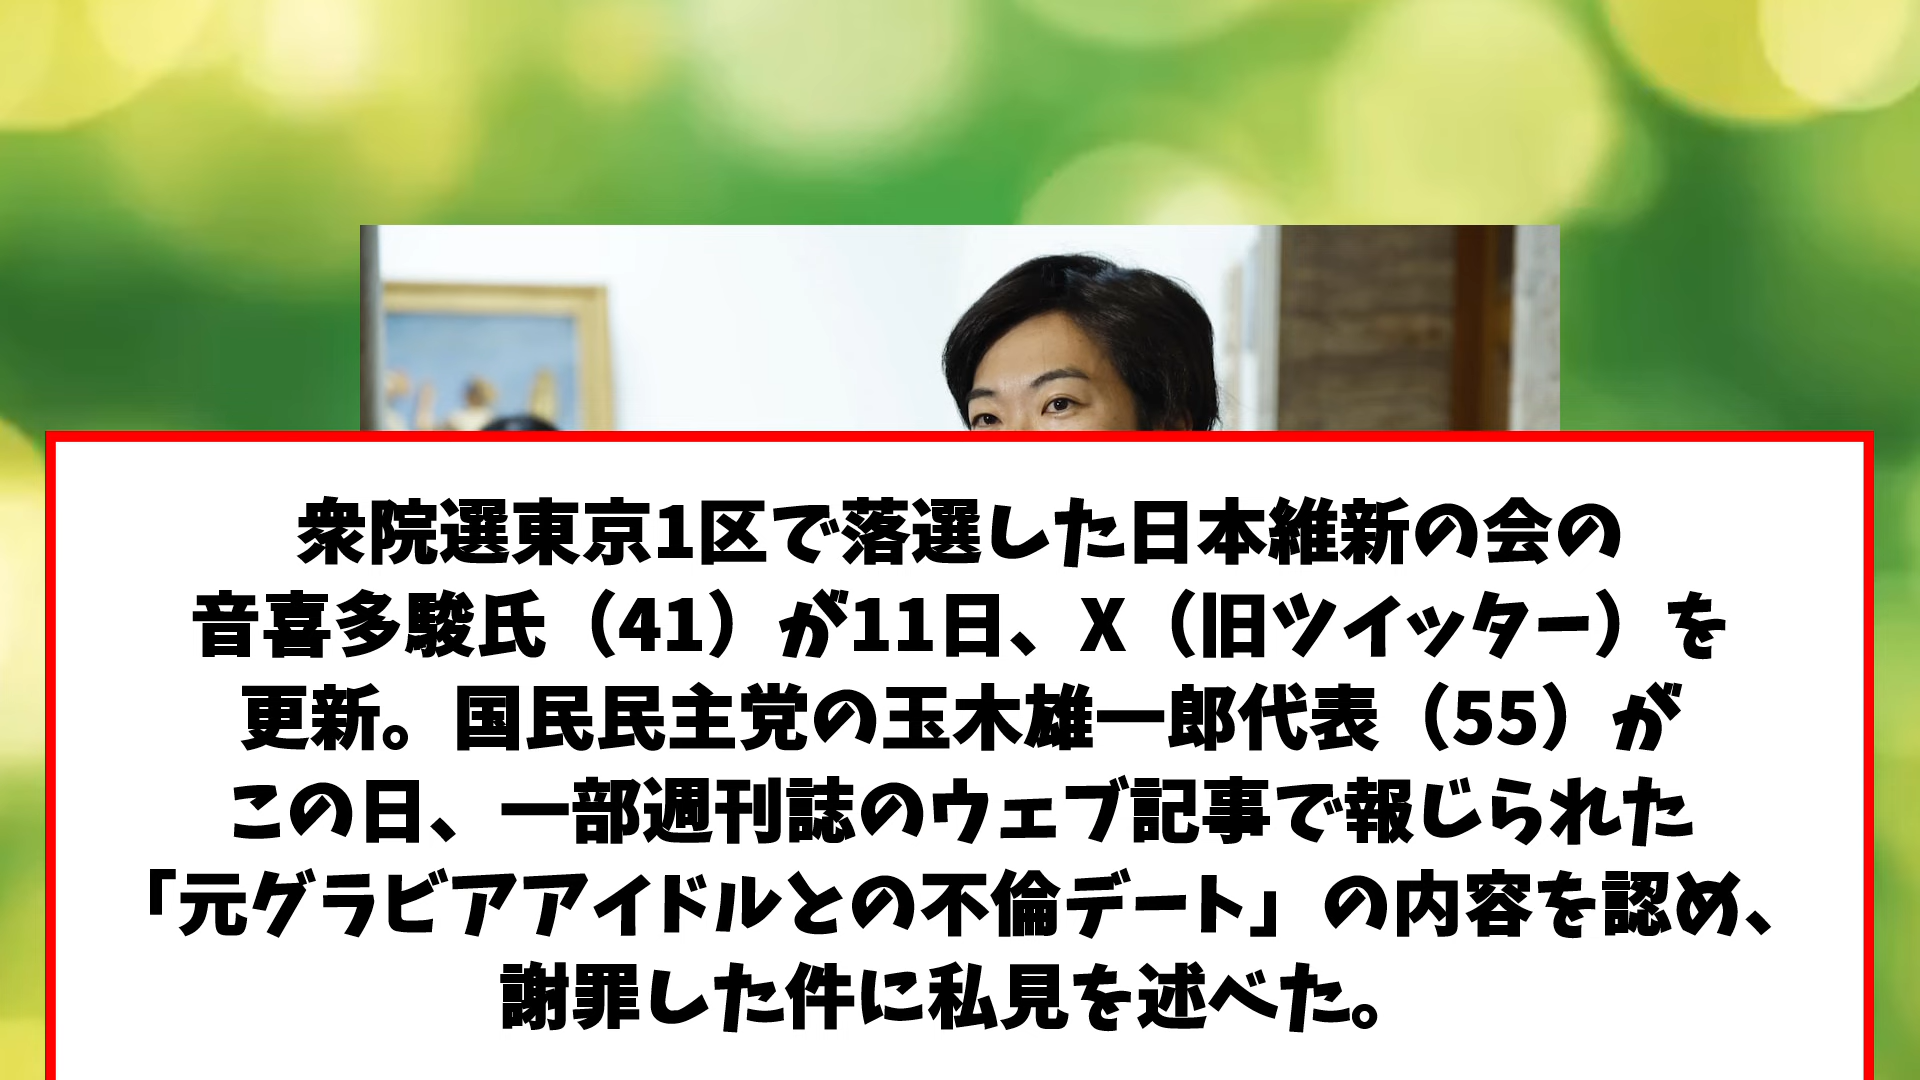 衆院選東京1区で落選した日本維新の会の
音喜多駿氏（41）が11日、X（旧ツイッター）を
更新。国民民主党の玉木雄一郎代表（55）が
この日、一部週刊誌のウェブ記事で報じられた
「元グラビアアイドルとの不倫デート」の内容を認め、
謝罪した件に私見を述べた。